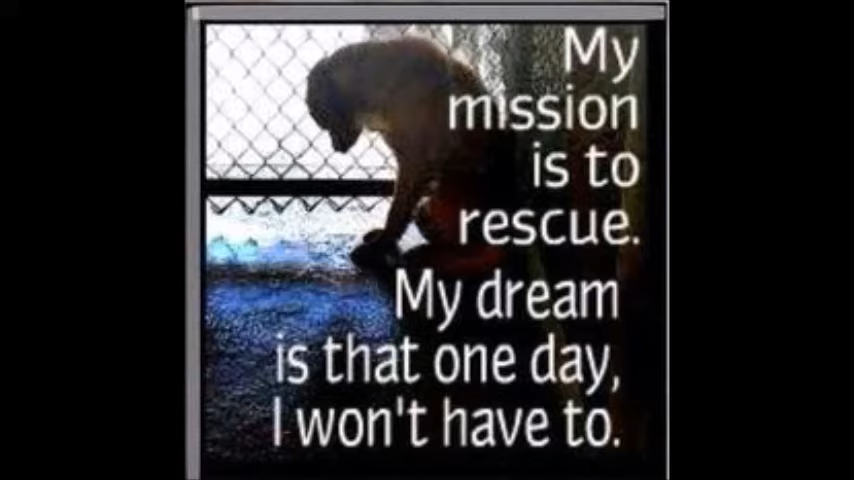 My
mission
is to
rescue.
My dream
is that one day,
I won't have to.